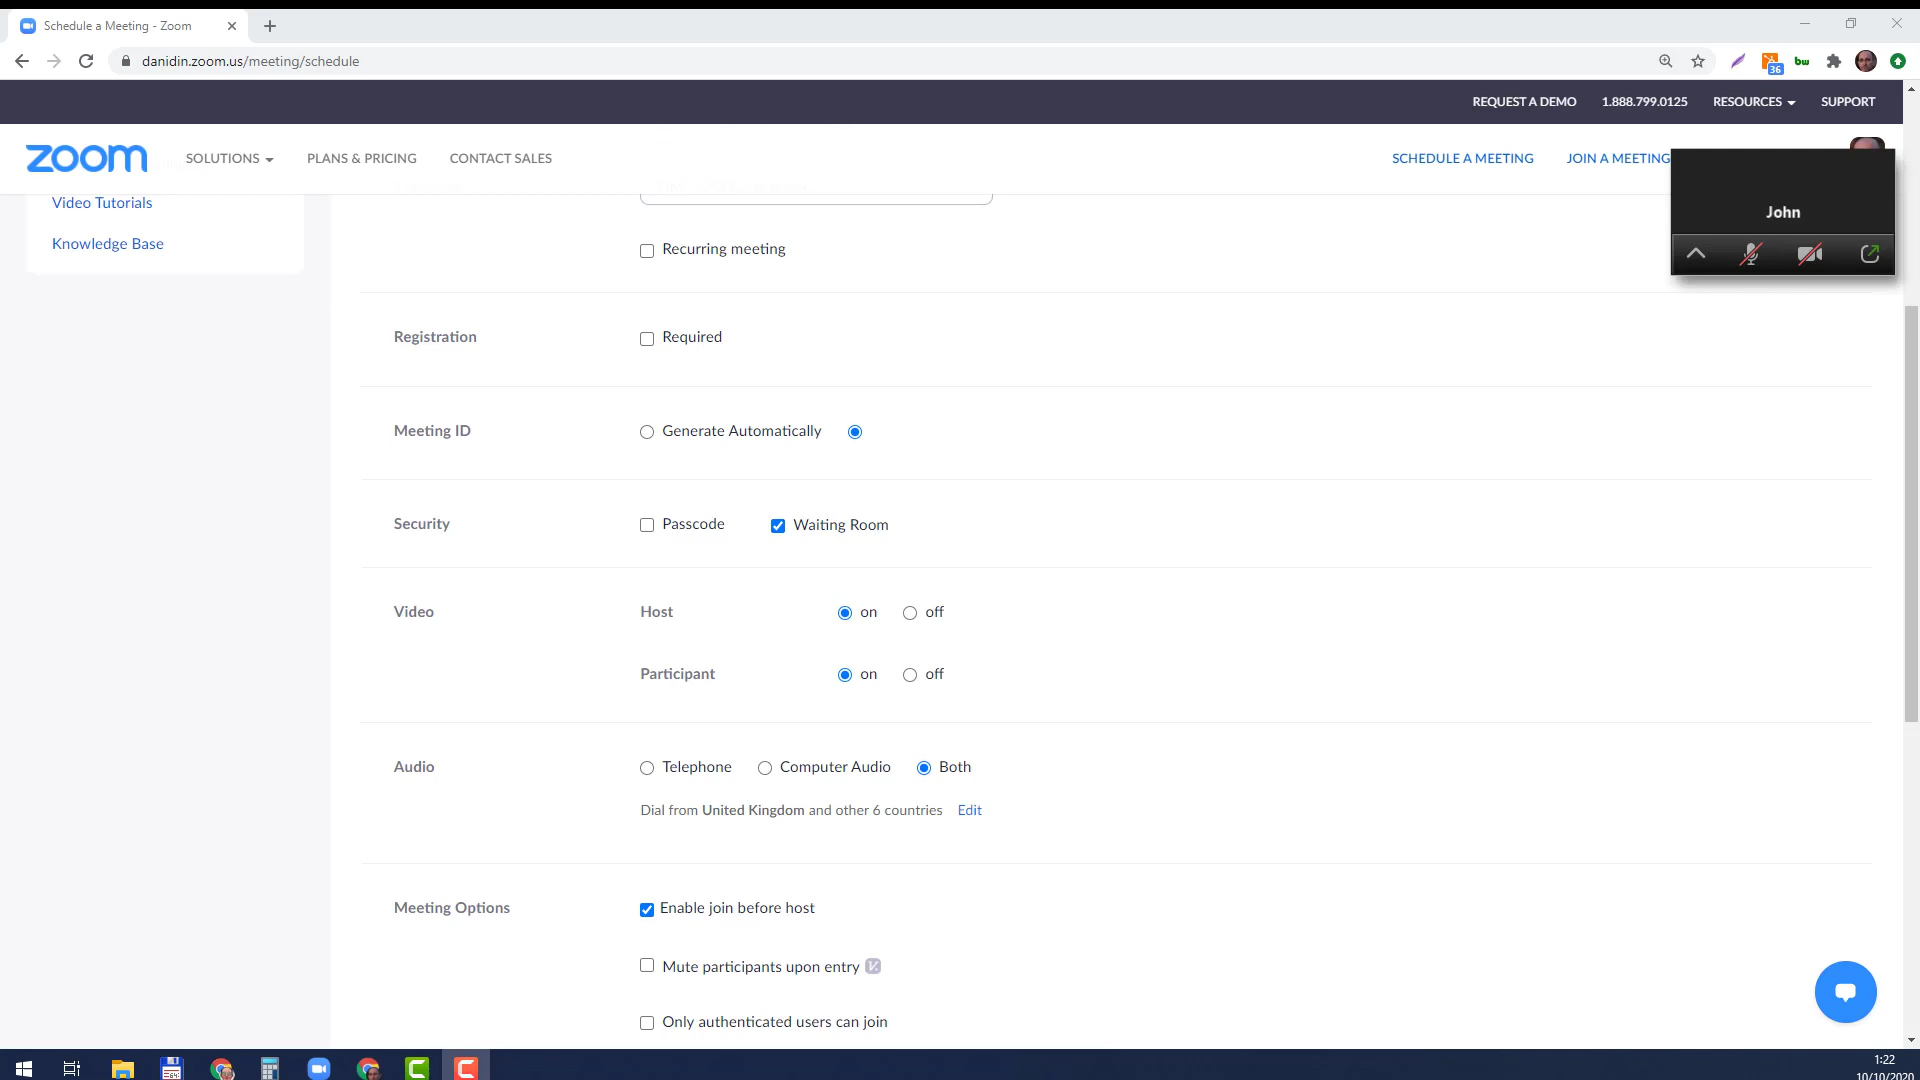 Schedule a Meeting - Zoom
danidin.zoom.us/meeting/schedule
36
bw
REQUEST A DEMO 1.888.799.0125 RESOURCES SUPPORT
zoom SOLUTIONS PLANS & PRICING CONTACT SALES SCHEDULE A MEETING JOIN A MEETING
Video Tutorials
Knowledge Base
John
Recurring meeting
Registration Required
Meeting ID Generate Automatically
Security Passcode Waiting Room
Video Host on off
Participant on off
Audio Telephone Computer Audio Both
Dial from United Kingdom and other 6 countries Edit
Meeting Options Enable join before host
Mute participants upon entry
Only authenticated users can join
1:22
10/10/2020